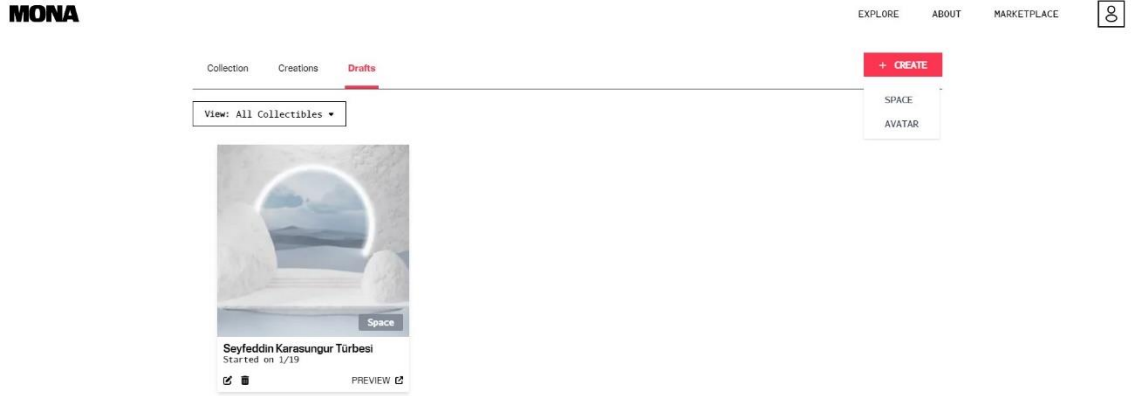 MONA
EXPLORE ABOUT MARKETPLACE
Collection Creations Drafts
+ CREATE
SPACE
AVATAR
View: All Collectibles
Space
Seyfeddin Karasungur Türbesi
Started on 1/19
PREVIEW